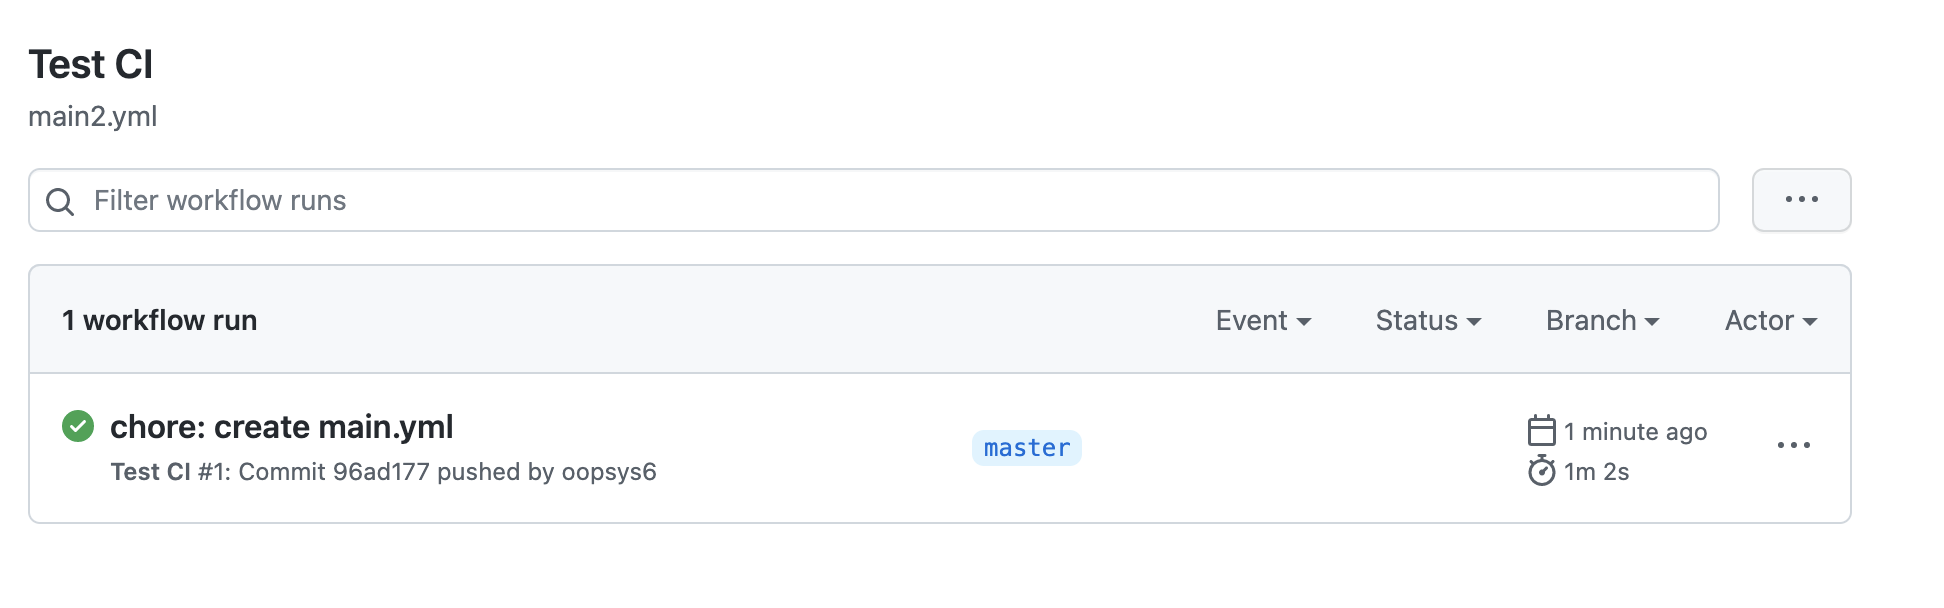 Test CI
main2.yml
Filter workflow runs
1 workflow run
Event
Status
Branch
Actor
chore: create main.yml
Test CI #1: Commit 96ad177 pushed by oopsys6
master
1 minute ago
1m 2s